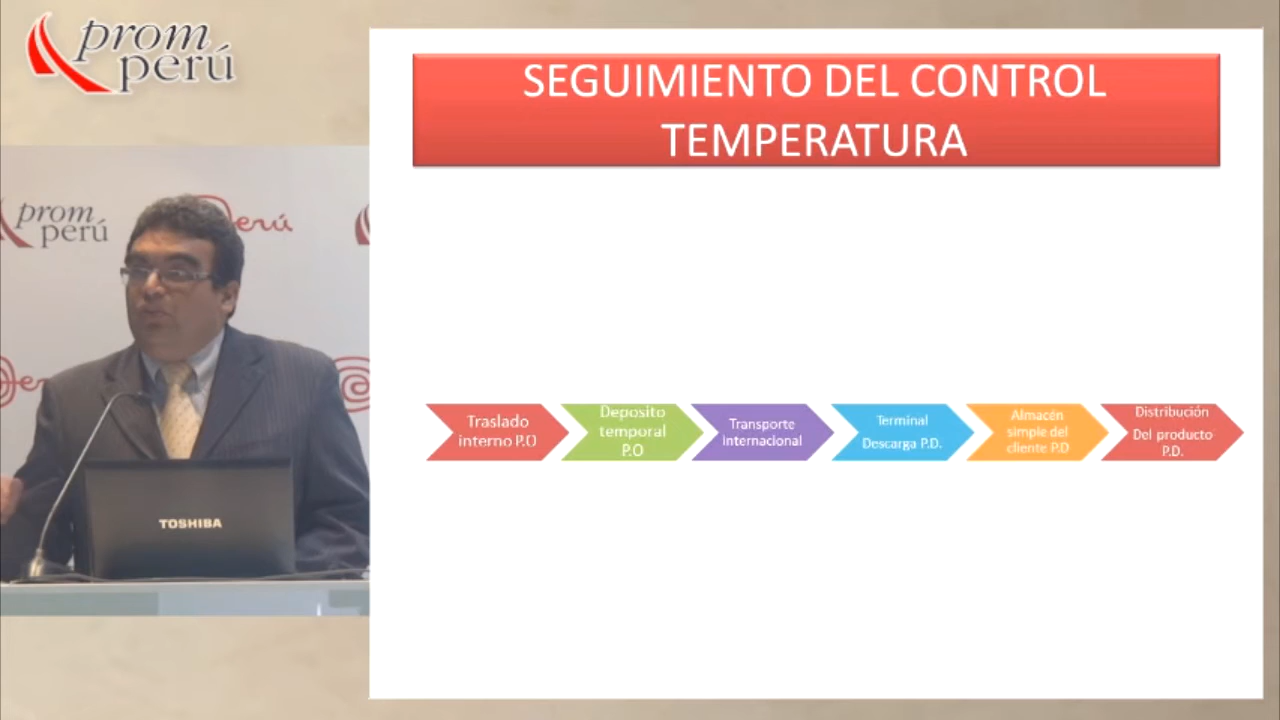 prom
perú
SEGUIMIENTO DEL CONTROL
TEMPERATURA
prom
perú
Perú
TOSHIBA
Traslado
interno P.O
Deposito
temporal
P.O
Transporte
internacional
Terminal
Descarga P.D.
Almacén
simple del
cliente P.D
Distribución
Del producto
P.D.